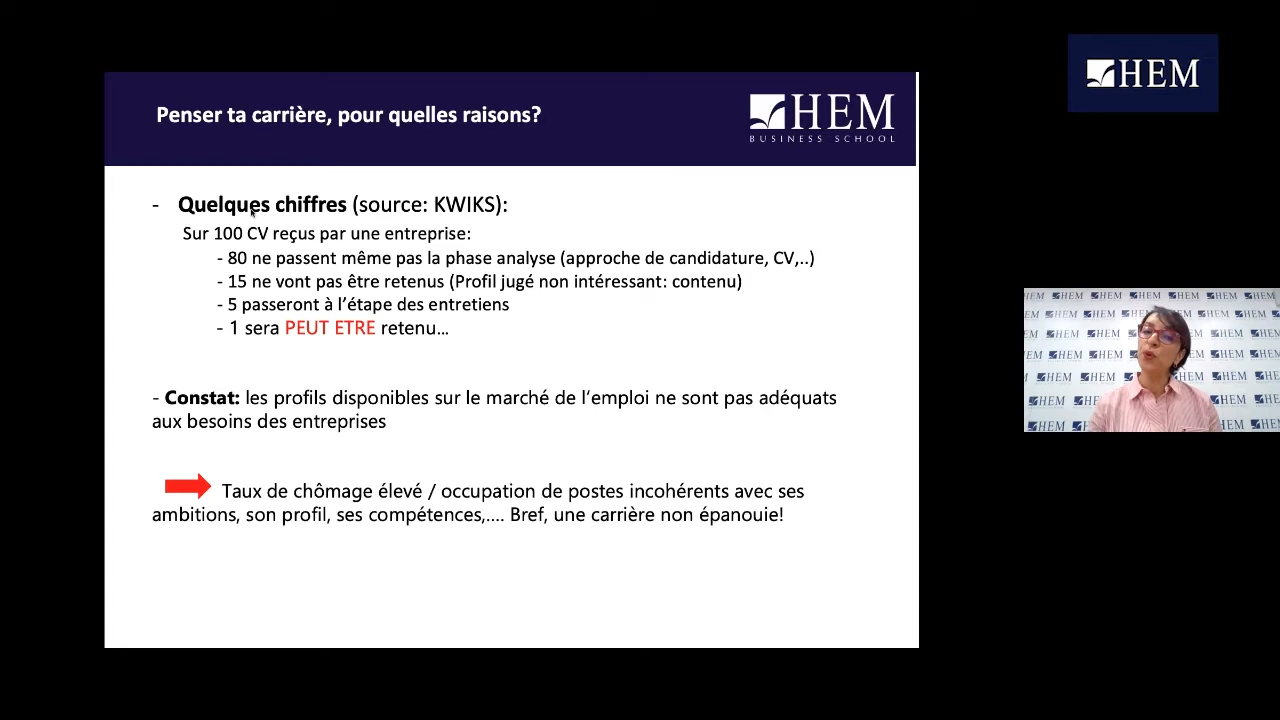 Penser ta carrière, pour quelles raisons?
HEM
BUSINESS SCHOOL
HEM
- Quelques chiffres (source: KWIKS):
Sur 100 CV reçus par une entreprise:
- 80 ne passent même pas la phase analyse (approche de candidature, CV,..)
- 15 ne vont pas être retenus (Profil jugé non intéressant: contenu)
- 5 passeront à l’étape des entretiens
- 1 sera PEUT ETRE retenu…
- Constat: les profils disponibles sur le marché de l’emploi ne sont pas adéquats
aux besoins des entreprises
Taux de chômage élevé / occupation de postes incohérents avec ses
ambitions, son profil, ses compétences,…. Bref, une carrière non épanouie!